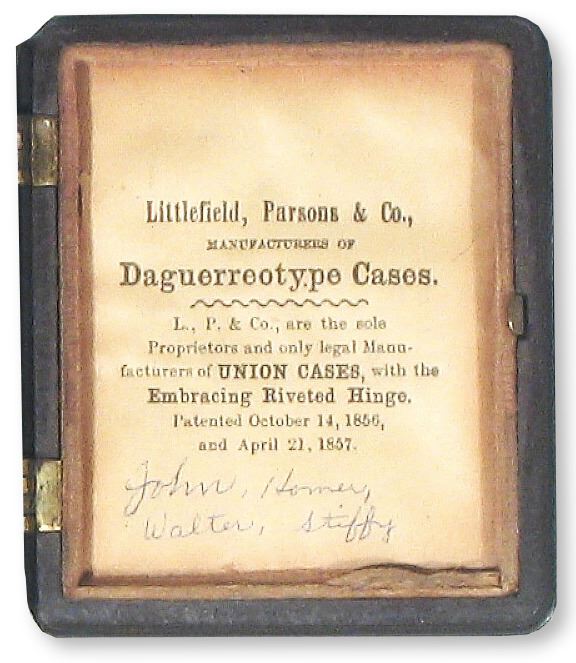 Littlefield, Parsons & Co.,
MANUFACTURERS OF
Daguerreotype Cases.
L., P. & Co., are the sole
Proprietors and only legal Manu-
facturers of UNION CASES, with the
Embracing Riveted Hinge.
Patented October 14, 1856,
and April 21, 1857.
John, Homer,
Walter, Stiffy